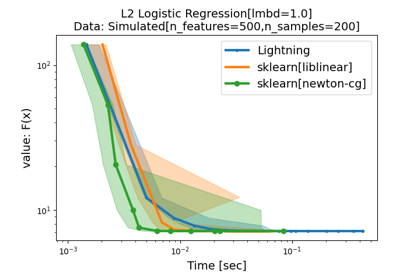 L2 Logistic Regression[lmbd=1.0]
Data: Simulated[n_features=500,n_samples=200]
Lightning
sklearn[liblinear]
sklearn[newton-cg]
value: F(x)
10²
10¹
10⁻³
10⁻²
10⁻¹
Time [sec]